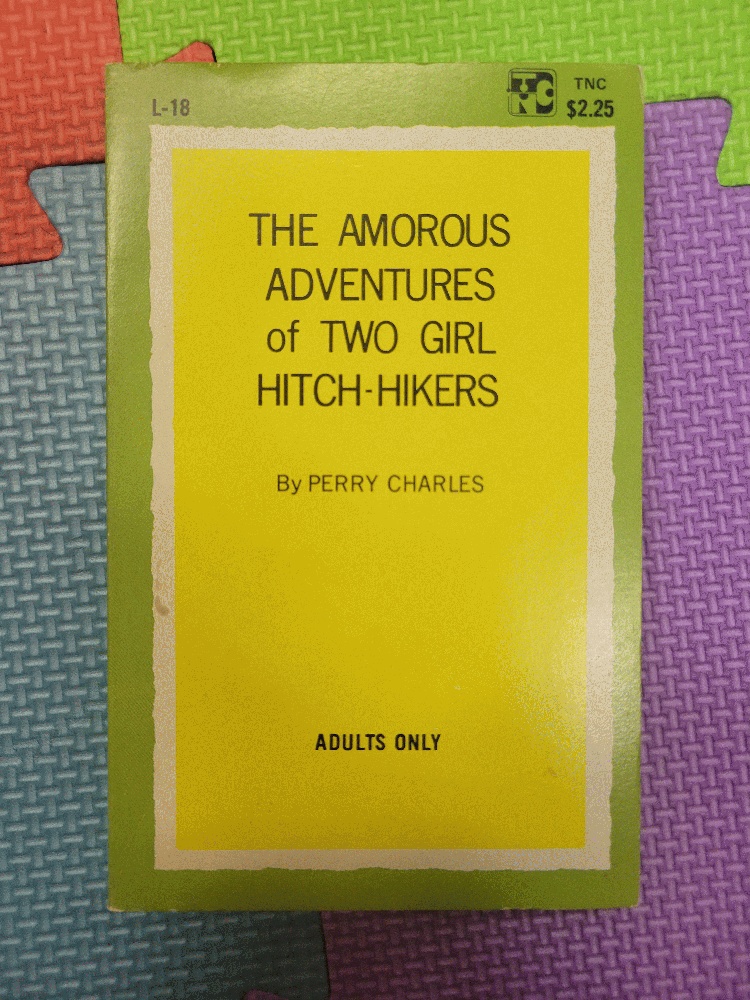 L-18
TNC
$2.25
THE AMOROUS
ADVENTURES
of TWO GIRL
HITCH-HIKERS
By PERRY CHARLES
ADULTS ONLY